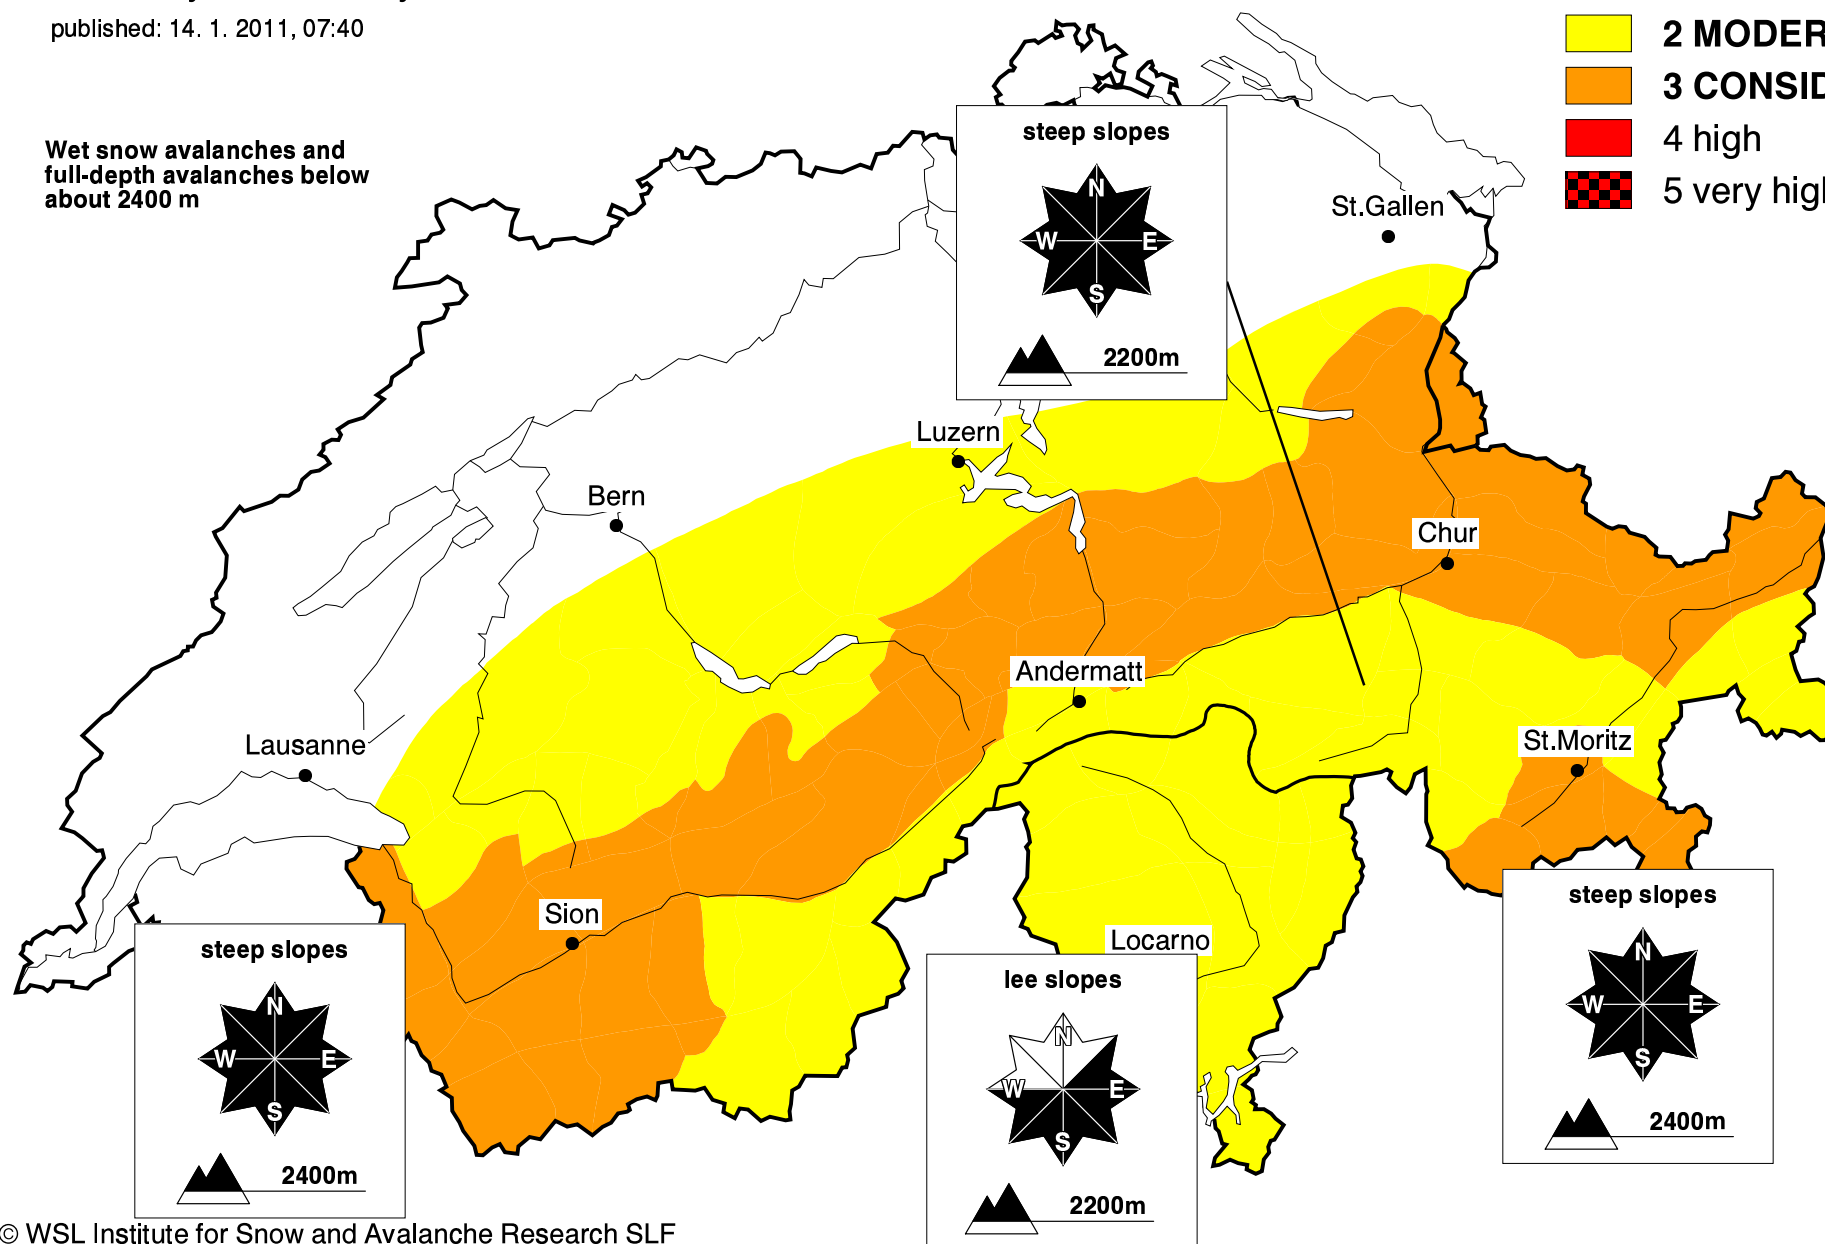 published: 14. 1. 2011, 07:40
2 MODER
3 CONSID
4 high
5 very high
Wet snow avalanches and
full-depth avalanches below
about 2400 m
steep slopes
N
W E
S
2200m
St.Gallen
Luzern
Bern
Chur
Andermatt
Lausanne
St.Moritz
Sion
Locarno
steep slopes
N
W E
S
2400m
lee slopes
N
W E
S
2200m
steep slopes
N
W E
S
2400m
© WSL Institute for Snow and Avalanche Research SLF